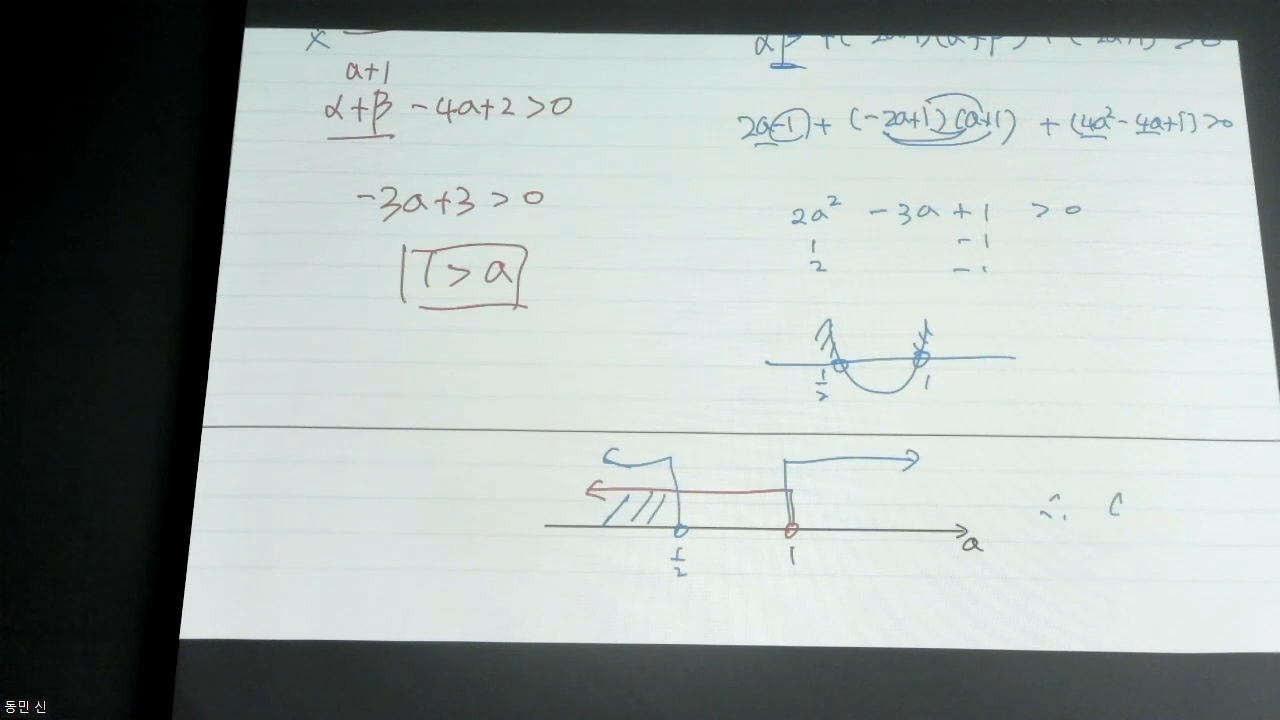 a+1
α+β -4a+2>0
-3a+3>0
1>a
2a-1)+(-2a+1)(a+1)+(4a²-4a+1)>0
2a² -3a+1 >0
1 -1
2 -1
1/2 1
1/2 1 a
∴
동민 신